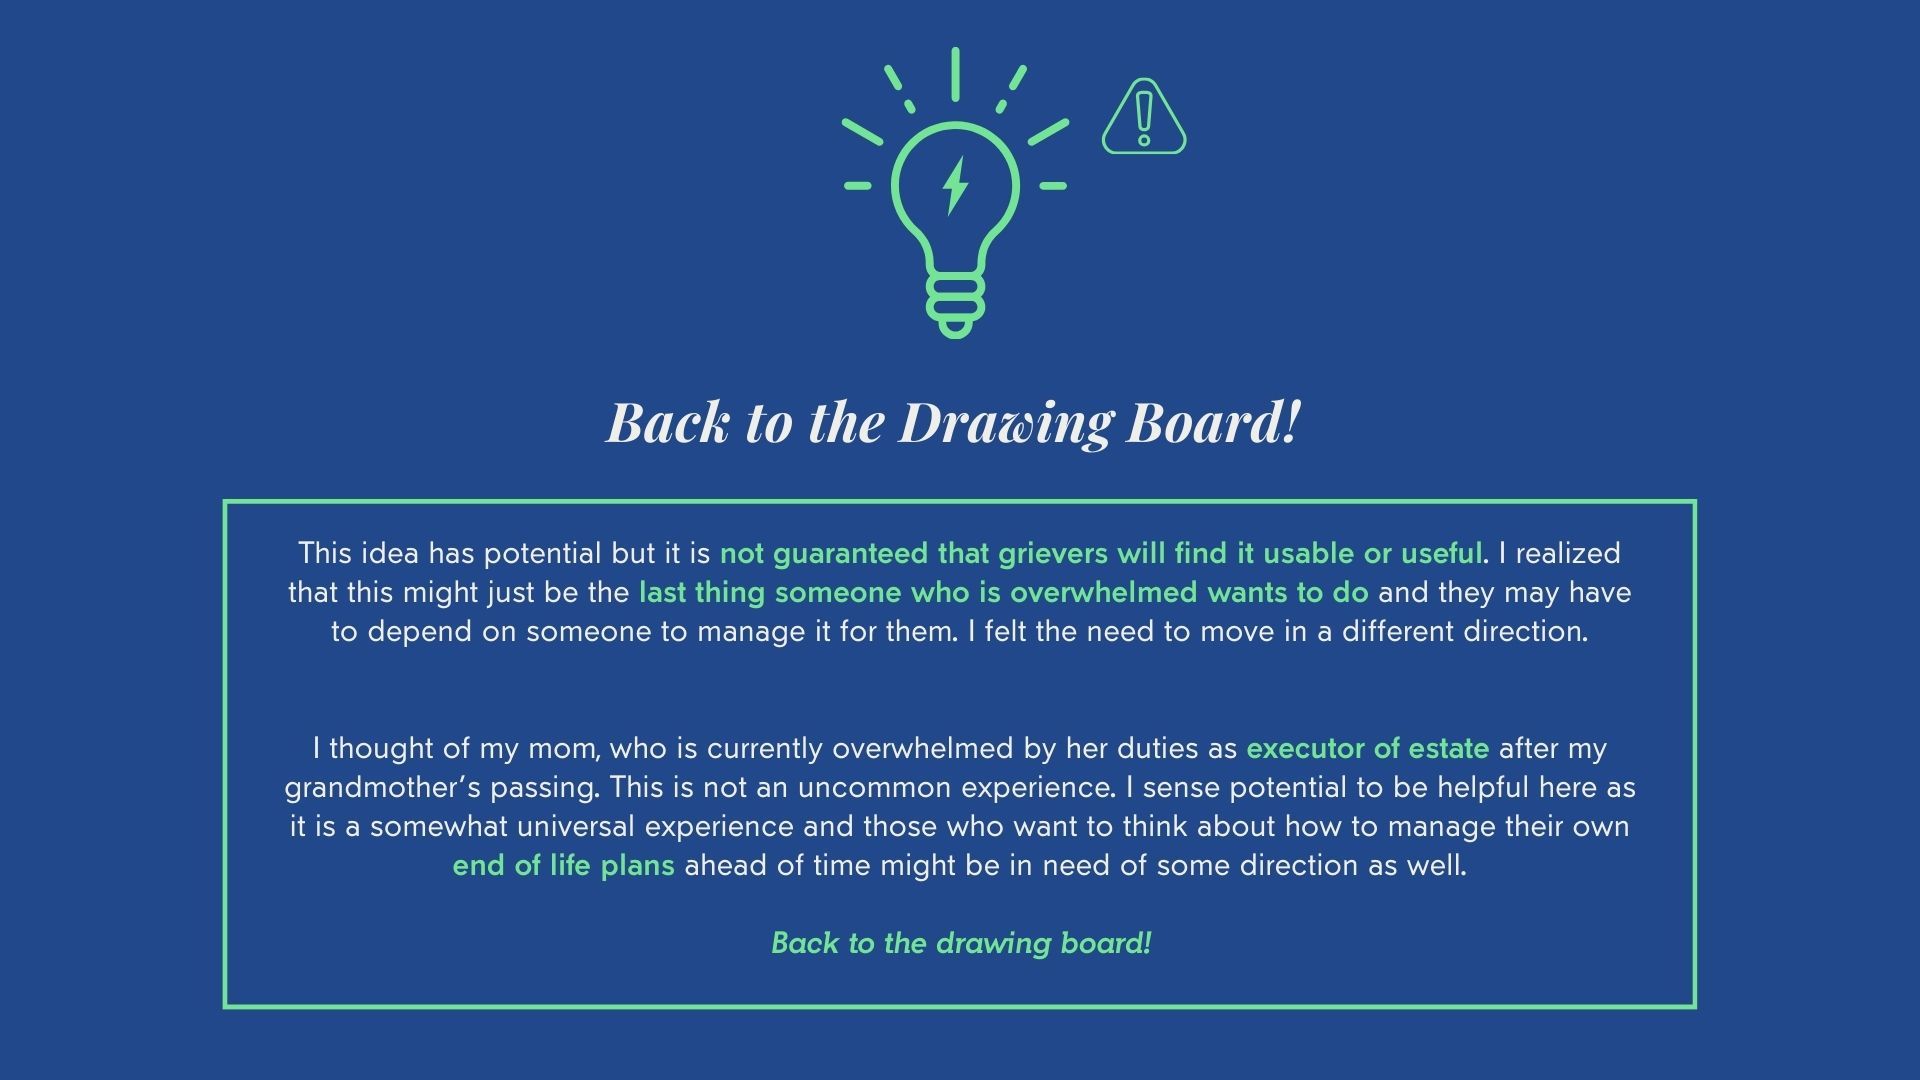 Back to the Drawing Board!
This idea has potential but it is not guaranteed that grievers will find it usable or useful. I realized
that this might just be the last thing someone who is overwhelmed wants to do and they may have
to depend on someone to manage it for them. I felt the need to move in a different direction.
I thought of my mom, who is currently overwhelmed by her duties as executor of estate after my
grandmother’s passing. This is not an uncommon experience. I sense potential to be helpful here as
it is a somewhat universal experience and those who want to think about how to manage their own
end of life plans ahead of time might be in need of some direction as well.
Back to the drawing board!